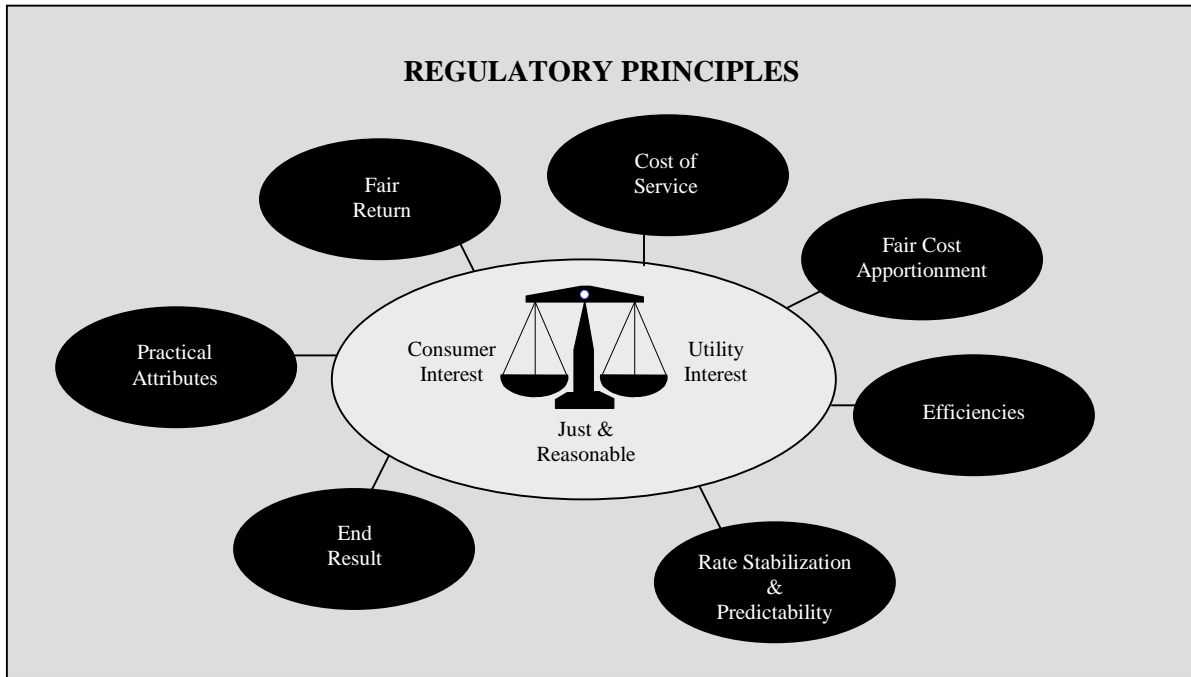 REGULATORY PRINCIPLES
Cost of
Service
Fair
Return
Fair Cost
Apportionment
Practical
Attributes
Consumer
Interest
Utility
Interest
Just &
Reasonable
Efficiencies
End
Result
Rate Stabilization
&
Predictability